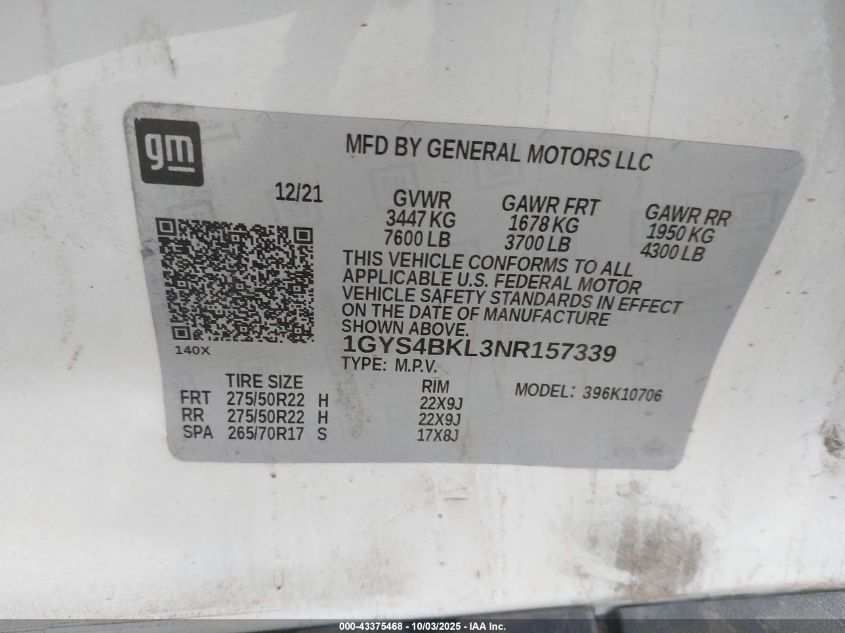 gm
MFD BY GENERAL MOTORS LLC
12/21
GVWR
3447 KG
7600 LB
GAWR FRT
1678 KG
3700 LB
GAWR RR
1950 KG
4300 LB
THIS VEHICLE CONFORMS TO ALL
APPLICABLE U.S. FEDERAL MOTOR
VEHICLE SAFETY STANDARDS IN EFFECT
ON THE DATE OF MANUFACTURE
SHOWN ABOVE.
140X
1GYS4BKL3NR157339
TYPE: M.P.V.
MODEL: 396K10706
TIRE SIZE RIM
FRT 275/50R22 H 22X9J
RR 275/50R22 H 22X9J
SPA 265/70R17 S 17X8J
000-43375468 - 10/03/2025 - IAA Inc.